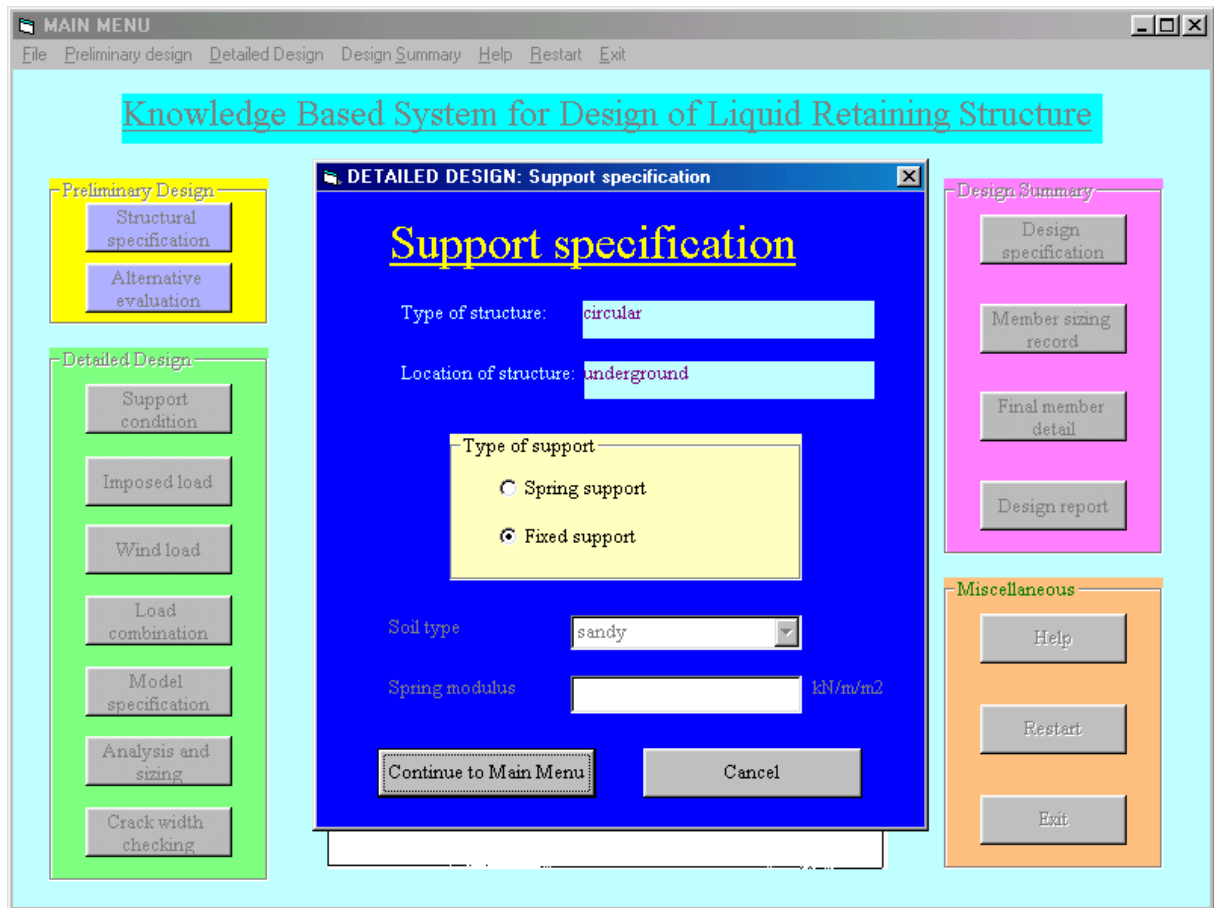 MAIN MENU
File Preliminary design Detailed Design Design Summary Help Restart Exit
Knowledge Based System for Design of Liquid Retaining Structure
Preliminary Design
Structural
specification
Alternative
evaluation
Detailed Design
Support
condition
Imposed load
Wind load
Load
combination
Model
specification
Analysis and
sizing
Crack width
checking
DETAILED DESIGN: Support specification
Support specification
Type of structure: circular
Location of structure: underground
Type of support
Spring support
Fixed support
Soil type sandy
Spring modulus kN/m/m2
Continue to Main Menu Cancel
Design Summary
Design
specification
Member sizing
record
Final member
detail
Design report
Miscellaneous
Help
Restart
Exit